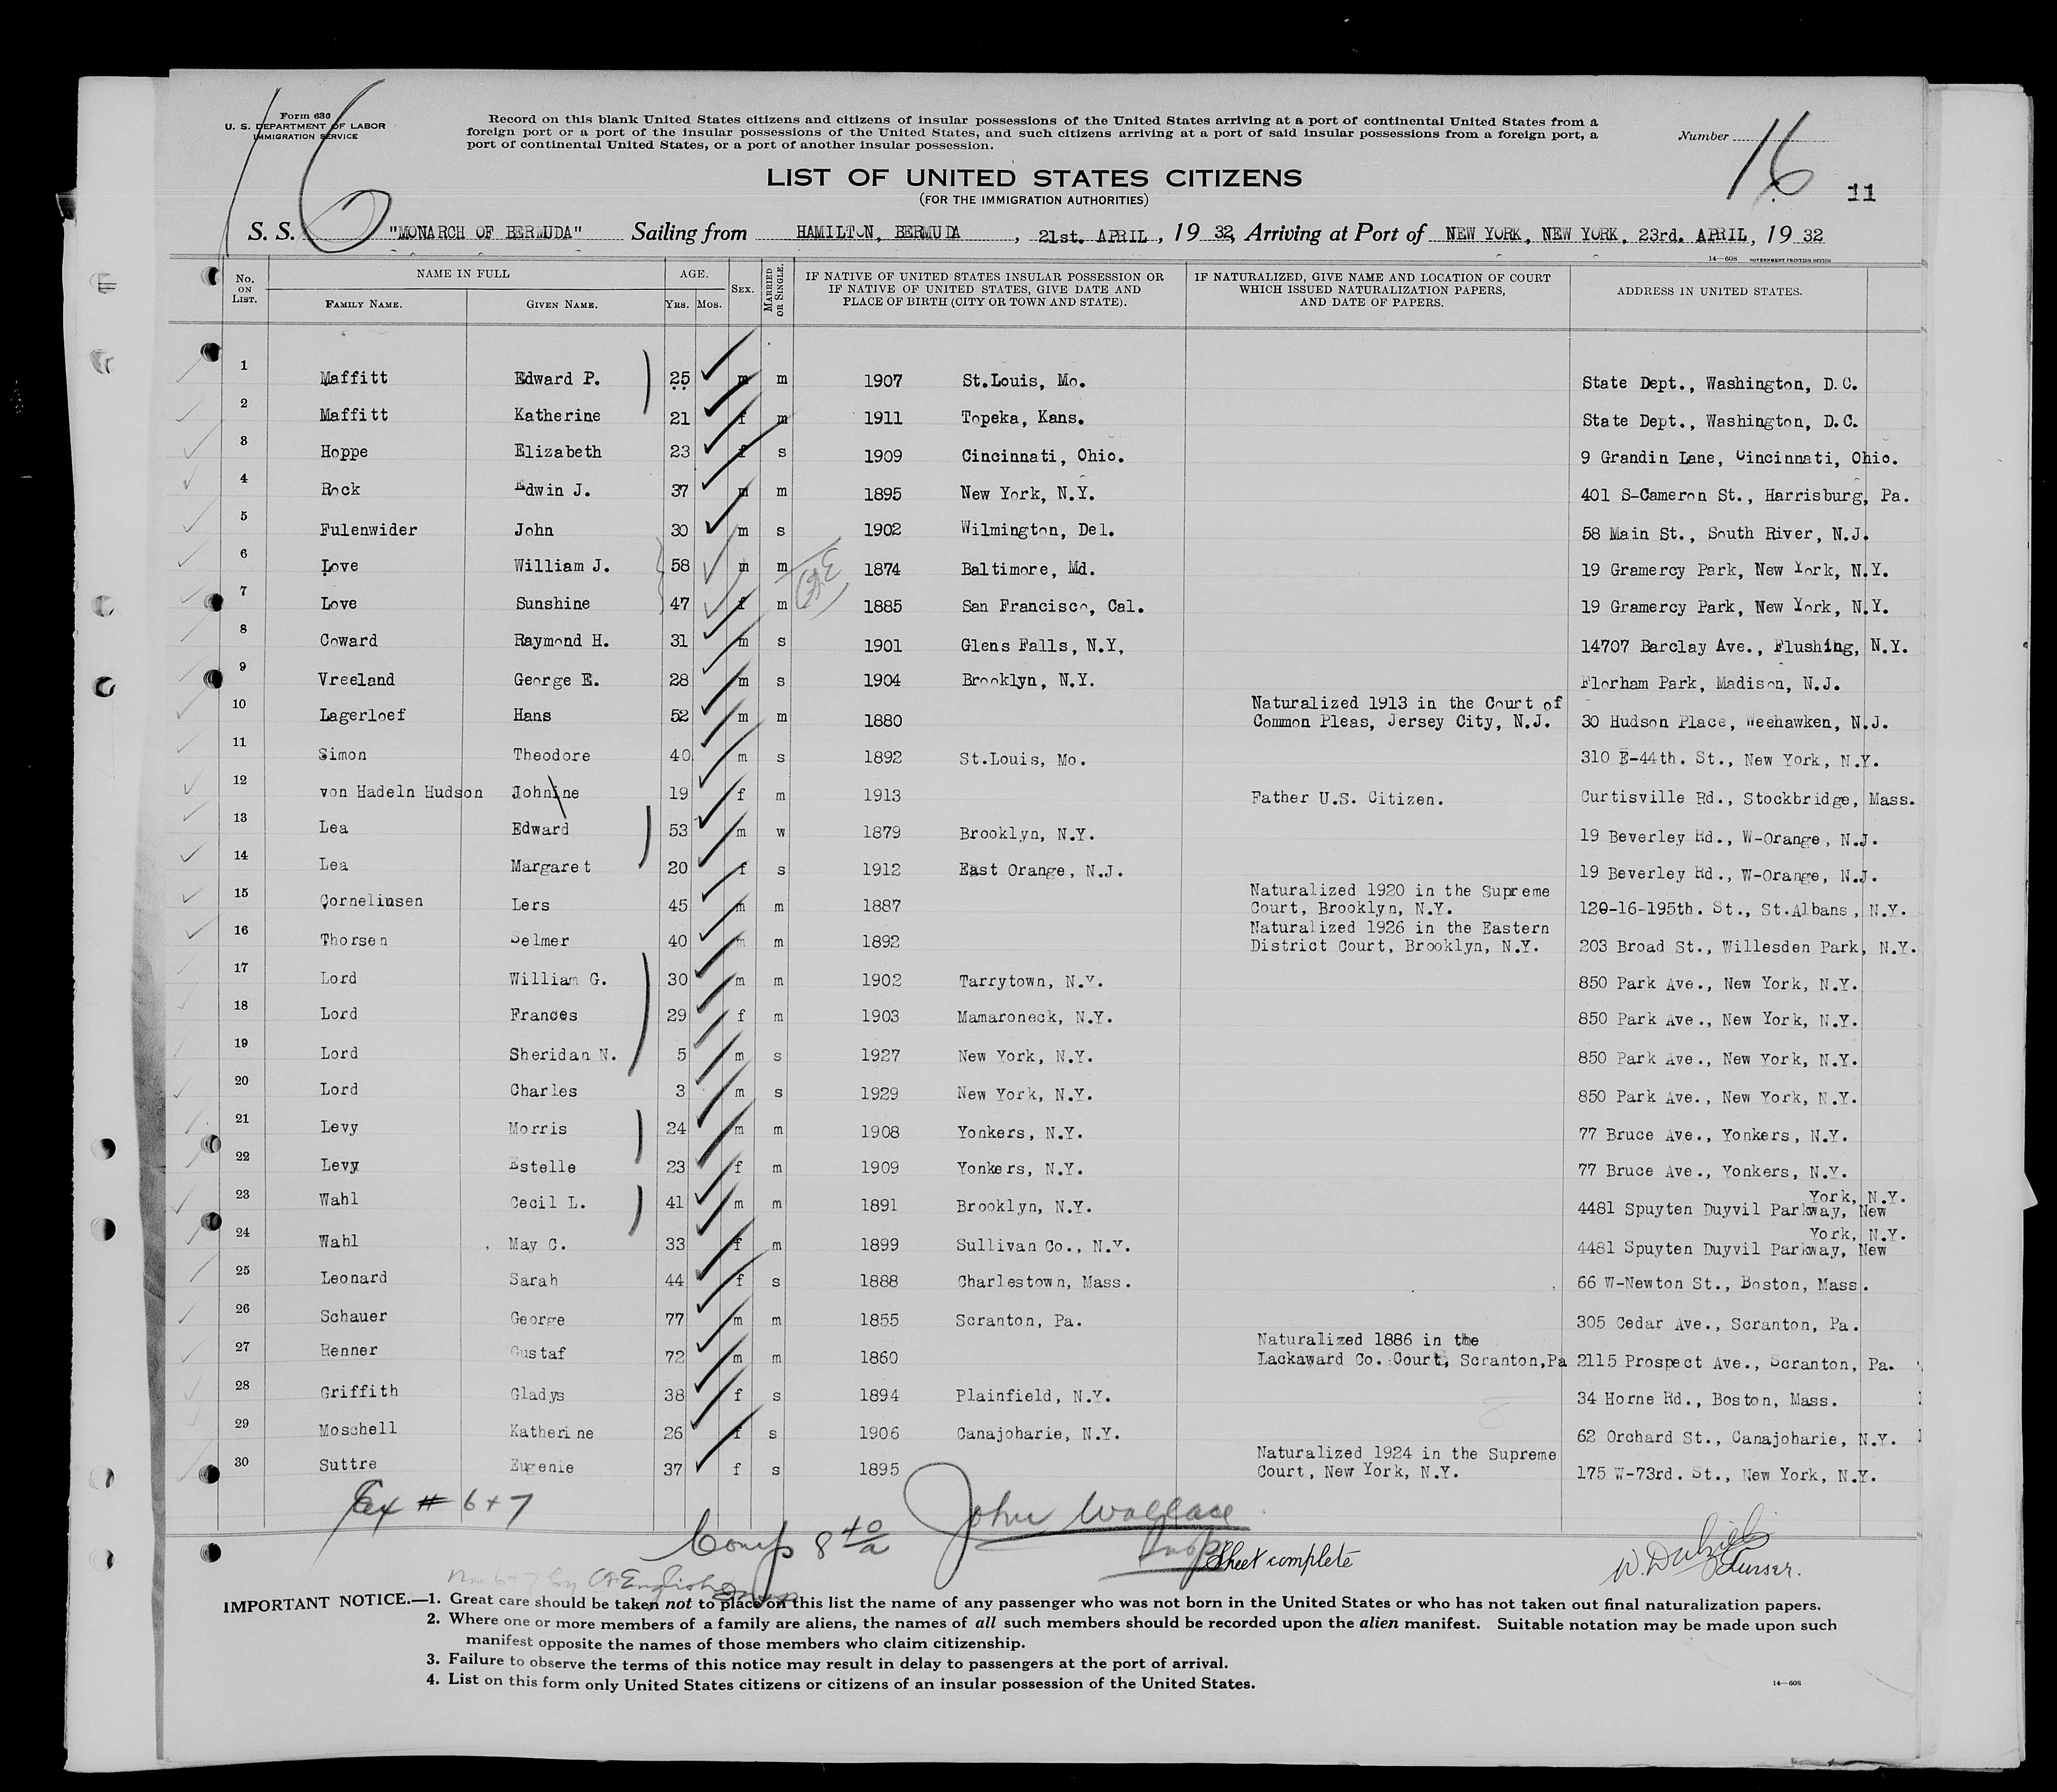 16
Form 630
U. S. DEPARTMENT OF LABOR
IMMIGRATION SERVICE
Record on this blank United States citizens and citizens of insular possessions of the United States arriving at a port of continental United States from a
foreign port or a port of the insular possessions of the United States, and such citizens arriving at a port of said insular possessions from a foreign port, a
port of continental United States, or a port of another insular possession.
Number 16
11
LIST OF UNITED STATES CITIZENS
(FOR THE IMMIGRATION AUTHORITIES)
S. S. "MONARCH OF BERMUDA" Sailing from HAMILTON, BERMUDA, 21st. APRIL, 19 32, Arriving at Port of NEW YORK, NEW YORK, 23rd. APRIL, 19 32
14—608 GOVERNMENT PRINTING OFFICE
No. ON LIST. NAME IN FULL FAMILY NAME. GIVEN NAME. AGE. YRS. MOS. SEX. MARRIED OR SINGLE. IF NATIVE OF UNITED STATES INSULAR POSSESSION OR IF NATIVE OF UNITED STATES, GIVE DATE AND PLACE OF BIRTH (CITY OR TOWN AND STATE). IF NATURALIZED, GIVE NAME AND LOCATION OF COURT WHICH ISSUED NATURALIZATION PAPERS, AND DATE OF PAPERS. ADDRESS IN UNITED STATES.
1 Maffitt Edward P. 25 m m 1907 St.Louis, Mo. State Dept., Washington, D.C.
2 Maffitt Katherine 21 f m 1911 Topeka, Kans. State Dept., Washington, D.C.
3 Hoppe Elizabeth 23 f s 1909 Cincinnati, Ohio. 9 Grandin Lane, Cincinnati, Ohio.
4 Rock Edwin J. 37 m m 1895 New York, N.Y. 401 S-Cameron St., Harrisburg, Pa.
5 Fulenwider John 30 m s 1902 Wilmington, Del. 58 Main St., South River, N.J.
6 Love William J. 58 m m 1874 Baltimore, Md. 19 Gramercy Park, New York, N.Y.
7 Love Sunshine 47 f m 1885 San Francisco, Cal. 19 Gramercy Park, New York, N.Y.
8 Coward Raymond H. 31 m s 1901 Glens Falls, N.Y, 14707 Barclay Ave., Flushing, N.Y.
9 Vreeland George E. 28 m s 1904 Brooklyn, N.Y. Florham Park, Madison, N.J.
10 Lagerloef Hans 52 m m 1880 Naturalized 1913 in the Court of
Common Pleas, Jersey City, N.J. 30 Hudson Place, Weehawken, N.J.
11 Simon Theodore 40 m s 1892 St.Louis, Mo. 310 E-44th. St., New York, N.Y.
12 von Hadeln Hudson Johnine 19 f m 1913 Father U.S. Citizen. Curtisville Rd., Stockbridge, Mass.
13 Lea Edward 53 m w 1879 Brooklyn, N.Y. 19 Beverley Rd., W-Orange, N.J.
14 Lea Margaret 20 f s 1912 East Orange, N.J. 19 Beverley Rd., W-Orange, N.J.
15 Corneliusen Lers 45 m m 1887 Naturalized 1920 in the Supreme
Court, Brooklyn, N.Y. 120-16-195th. St., St.Albans, N.Y.
16 Thorsen Selmer 40 m m 1892 Naturalized 1926 in the Eastern
District Court, Brooklyn, N.Y. 203 Broad St., Willesden Park, N.Y.
17 Lord William G. 30 m m 1902 Tarrytown, N.Y. 850 Park Ave., New York, N.Y.
18 Lord Frances 29 f m 1903 Mamaroneck, N.Y. 850 Park Ave., New York, N.Y.
19 Lord Sheridan N. 5 m s 1927 New York, N.Y. 850 Park Ave., New York, N.Y.
20 Lord Charles 3 m s 1929 New York, N.Y. 850 Park Ave., New York, N.Y.
21 Levy Morris 24 m m 1908 Yonkers, N.Y. 77 Bruce Ave., Yonkers, N.Y.
22 Levy Estelle 23 f m 1909 Yonkers, N.Y. 77 Bruce Ave., Yonkers, N.Y.
23 Wahl Cecil L. 41 m m 1891 Brooklyn, N.Y. 4481 Spuyten Duyvil Parkway, New York, N.Y.
24 Wahl May C. 33 f m 1899 Sullivan Co., N.Y. 4481 Spuyten Duyvil Parkway, New York, N.Y.
25 Leonard Sarah 44 f s 1888 Charlestown, Mass. 66 W-Newton St., Boston, Mass.
26 Schauer George 77 m m 1855 Scranton, Pa. 305 Cedar Ave., Scranton, Pa.
27 Renner Gustaf 72 m m 1860 Naturalized 1886 in the
Lackaward Co. Court, Scranton,Pa 2115 Prospect Ave., Scranton, Pa.
28 Griffith Gladys 38 f s 1894 Plainfield, N.Y. 34 Horne Rd., Boston, Mass.
29 Moschell Katherine 26 f s 1906 Canajoharie, N.Y. 62 Orchard St., Canajoharie, N.Y.
30 Suttre Eugenie 37 f s 1895 Naturalized 1924 in the Supreme
Court, New York, N.Y. 175 W-73rd. St., New York, N.Y.
# 6 + 7
Comp 8
John Wallace
Insp
Sheet complete
Purser.
No 6 + 7 by English
IMPORTANT NOTICE.—1. Great care should be taken not to place on this list the name of any passenger who was not born in the United States or who has not taken out final naturalization papers.
2. Where one or more members of a family are aliens, the names of all such members should be recorded upon the alien manifest. Suitable notation may be made upon such
manifest opposite the names of those members who claim citizenship.
3. Failure to observe the terms of this notice may result in delay to passengers at the port of arrival.
4. List on this form only United States citizens or citizens of an insular possession of the United States.
14—608